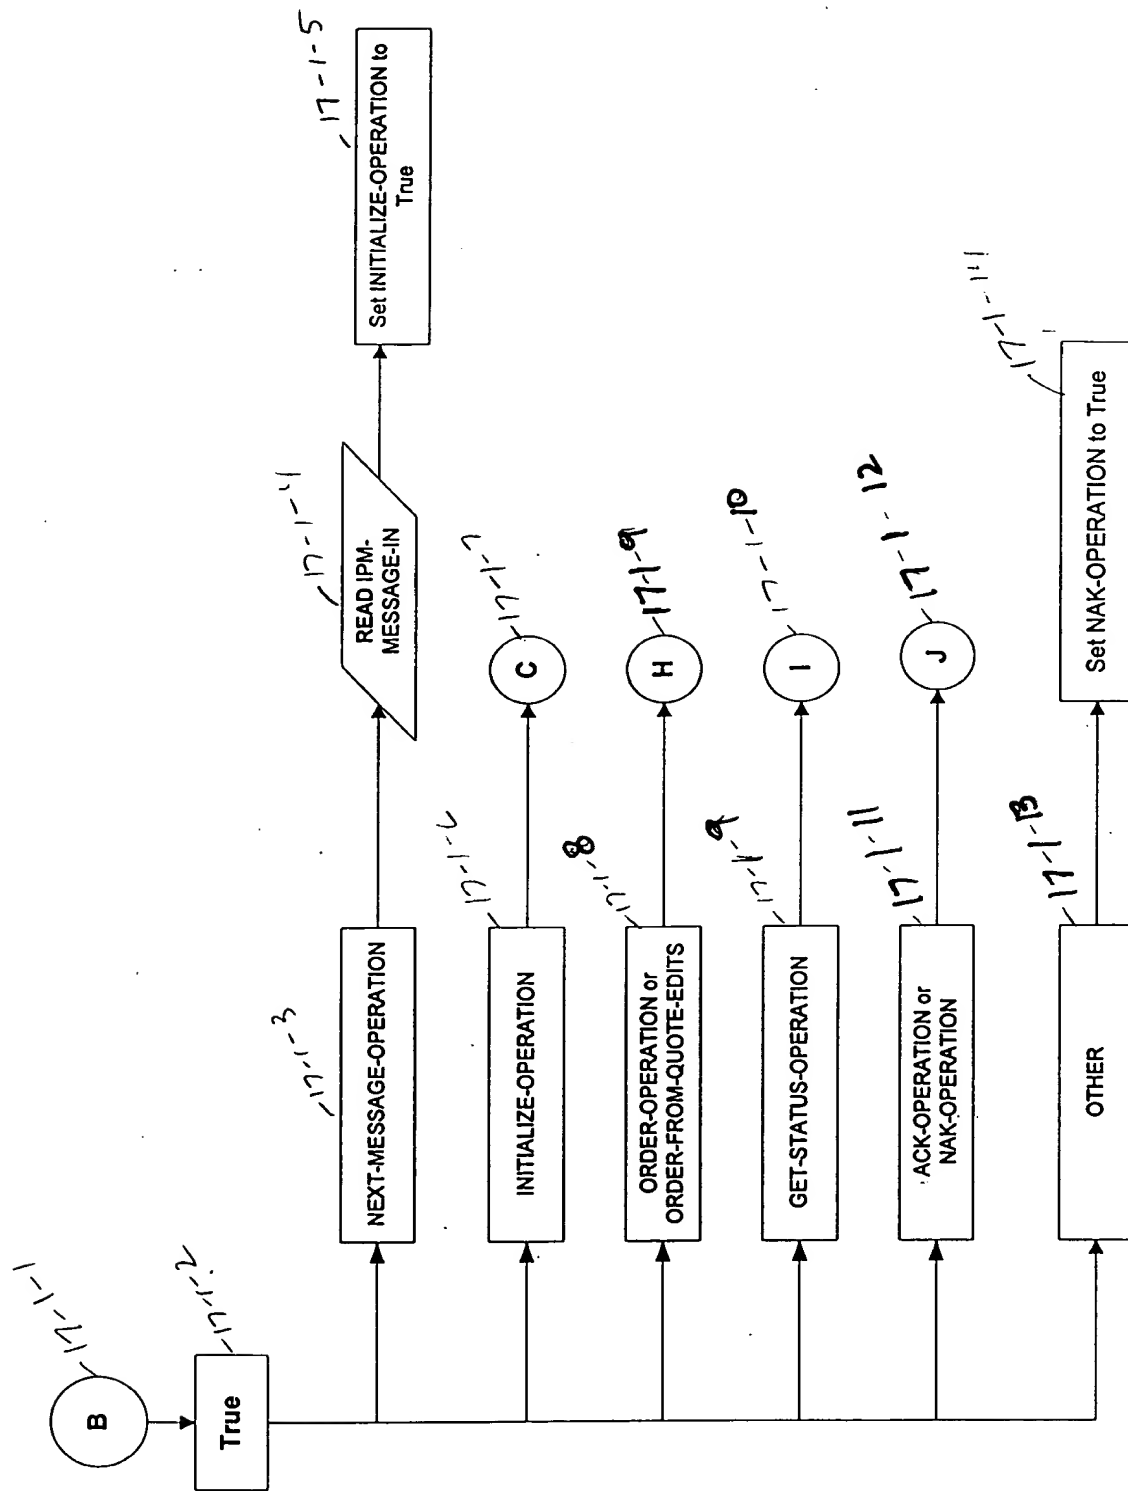 B
17-1-1
True
17-1-2
NEXT-MESSAGE-OPERATION
17-1-3
READ IPM-
MESSAGE-IN
17-1-4
Set INITIALIZE-OPERATION to
True
17-1-5
INITIALIZE-OPERATION
17-1-6
C
17-1-7
ORDER-OPERATION or
ORDER-FROM-QUOTE-EDITS
17-1-8
H
17-1-9
GET-STATUS-OPERATION
17-1-9
I
17-1-10
ACK-OPERATION or
NAK-OPERATION
17-1-11
J
17-1-12
OTHER
17-1-13
Set NAK-OPERATION to True
17-1-14